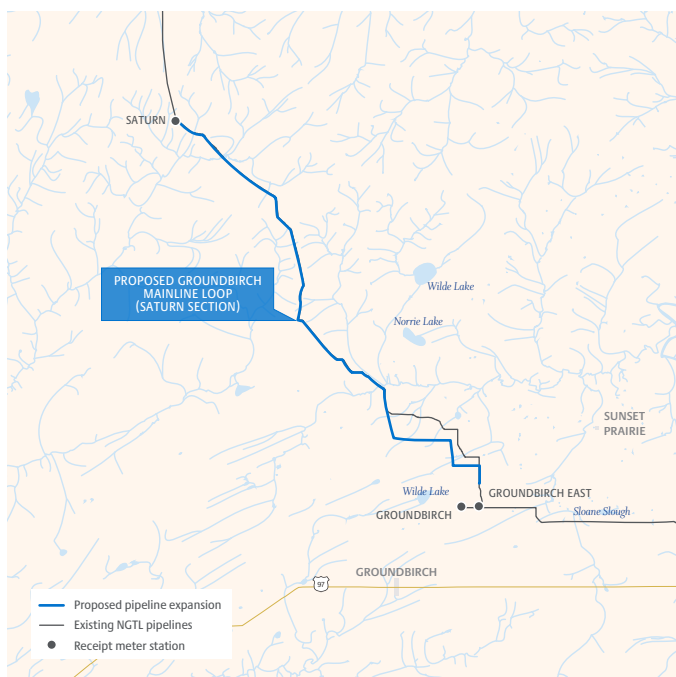 SATURN
PROPOSED GROUNDBIRCH
MAINLINE LOOP
(SATURN SECTION)
Wilde Lake
Norrie Lake
SUNSET
PRAIRIE
Wilde Lake
GROUNDBIRCH EAST
GROUNDBIRCH
Sloane Slough
GROUNDBIRCH
97
Proposed pipeline expansion
Existing NGTL pipelines
Receipt meter station